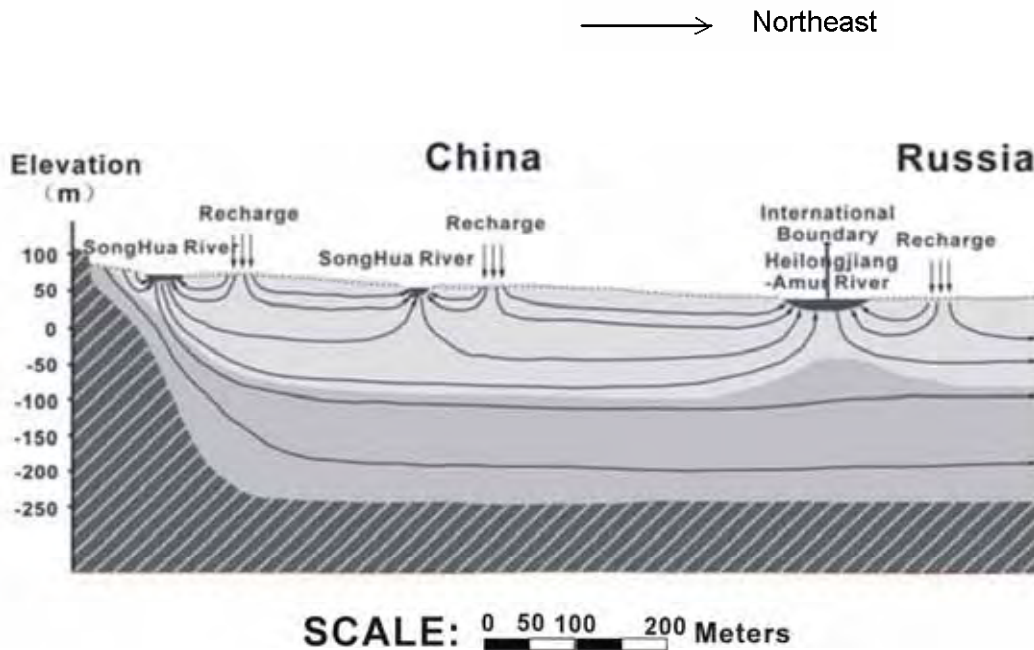 Northeast
China
Russia
Elevation
(m)
Recharge
Recharge
International
Boundary
SongHua River
SongHua River
Heilongjiang
-Amur River
Recharge
100
50
0
-50
-100
-150
-200
-250
SCALE: 0 50 100 200 Meters